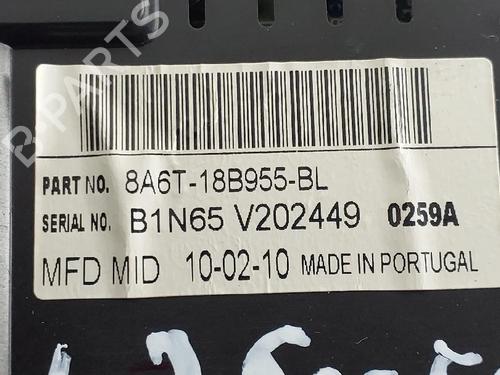 B-PARTS
PART NO. 8A6T-18B955-BL
SERIAL NO. B1N65 V202449 0259A
MFD MID 10-02-10 MADE IN PORTUGAL